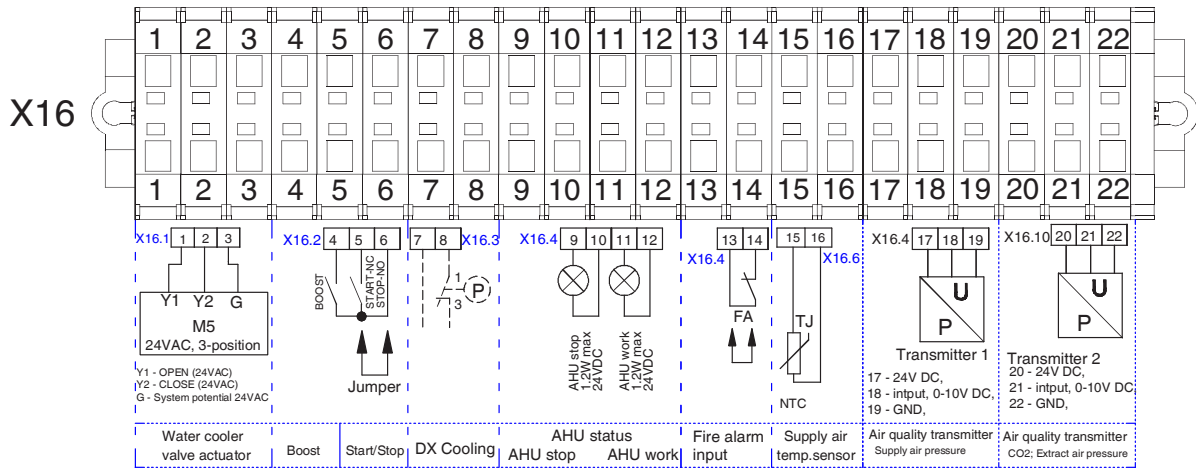 1 2 3 4 5 6 7 8 9 10 11 12 13 14 15 16 17 18 19 20 21 22
X16
1 2 3 4 5 6 7 8 9 10 11 12 13 14 15 16 17 18 19 20 21 22
X16.1 1 2 3
X16.2 4 5 6
7 8 X16.3
X16.4 9 10 11 12
13 14
X16.4
15 16
X16.6
X16.4 17 18 19
X16.10 20 21 22
Y1 Y2 G
M5
24VAC, 3-position
Y1 - OPEN (24VAC)
Y2 - CLOSE (24VAC)
G - System potential 24VAC
BOOST
START-NC
STOP-NO
Jumper
1
P
3
AHU stop
1.2W max
24VDC
AHU work
1.2W max
24VDC
FA
TJ
NTC
U
P
Transmitter 1
17 - 24V DC,
18 - intput, 0-10V DC,
19 - GND,
U
P
Transmitter 2
20 - 24V DC,
21 - intput, 0-10V DC
22 - GND,
Water cooler
valve actuator
Boost
Start/Stop
DX Cooling
AHU status
AHU stop AHU work
Fire alarm
input
Supply air
temp.sensor
Air quality transmitter
Supply air pressure
Air quality transmitter
CO2; Extract air pressure